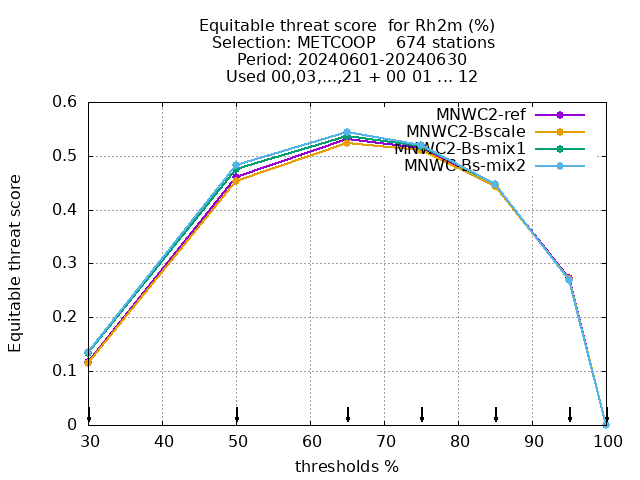 Equitable threat score  for Rh2m (%)
Selection: METCOOP    674 stations
Period: 20240601-20240630
Used 00,03,...,21 + 00 01 ... 12
MNWC2-ref
MNWC2-Bscale
MNWC2-Bs-mix1
MNWC-Bs-mix2
Equitable threat score
0.6
0.5
0.4
0.3
0.2
0.1
0
30 40 50 60 70 80 90 100
thresholds %